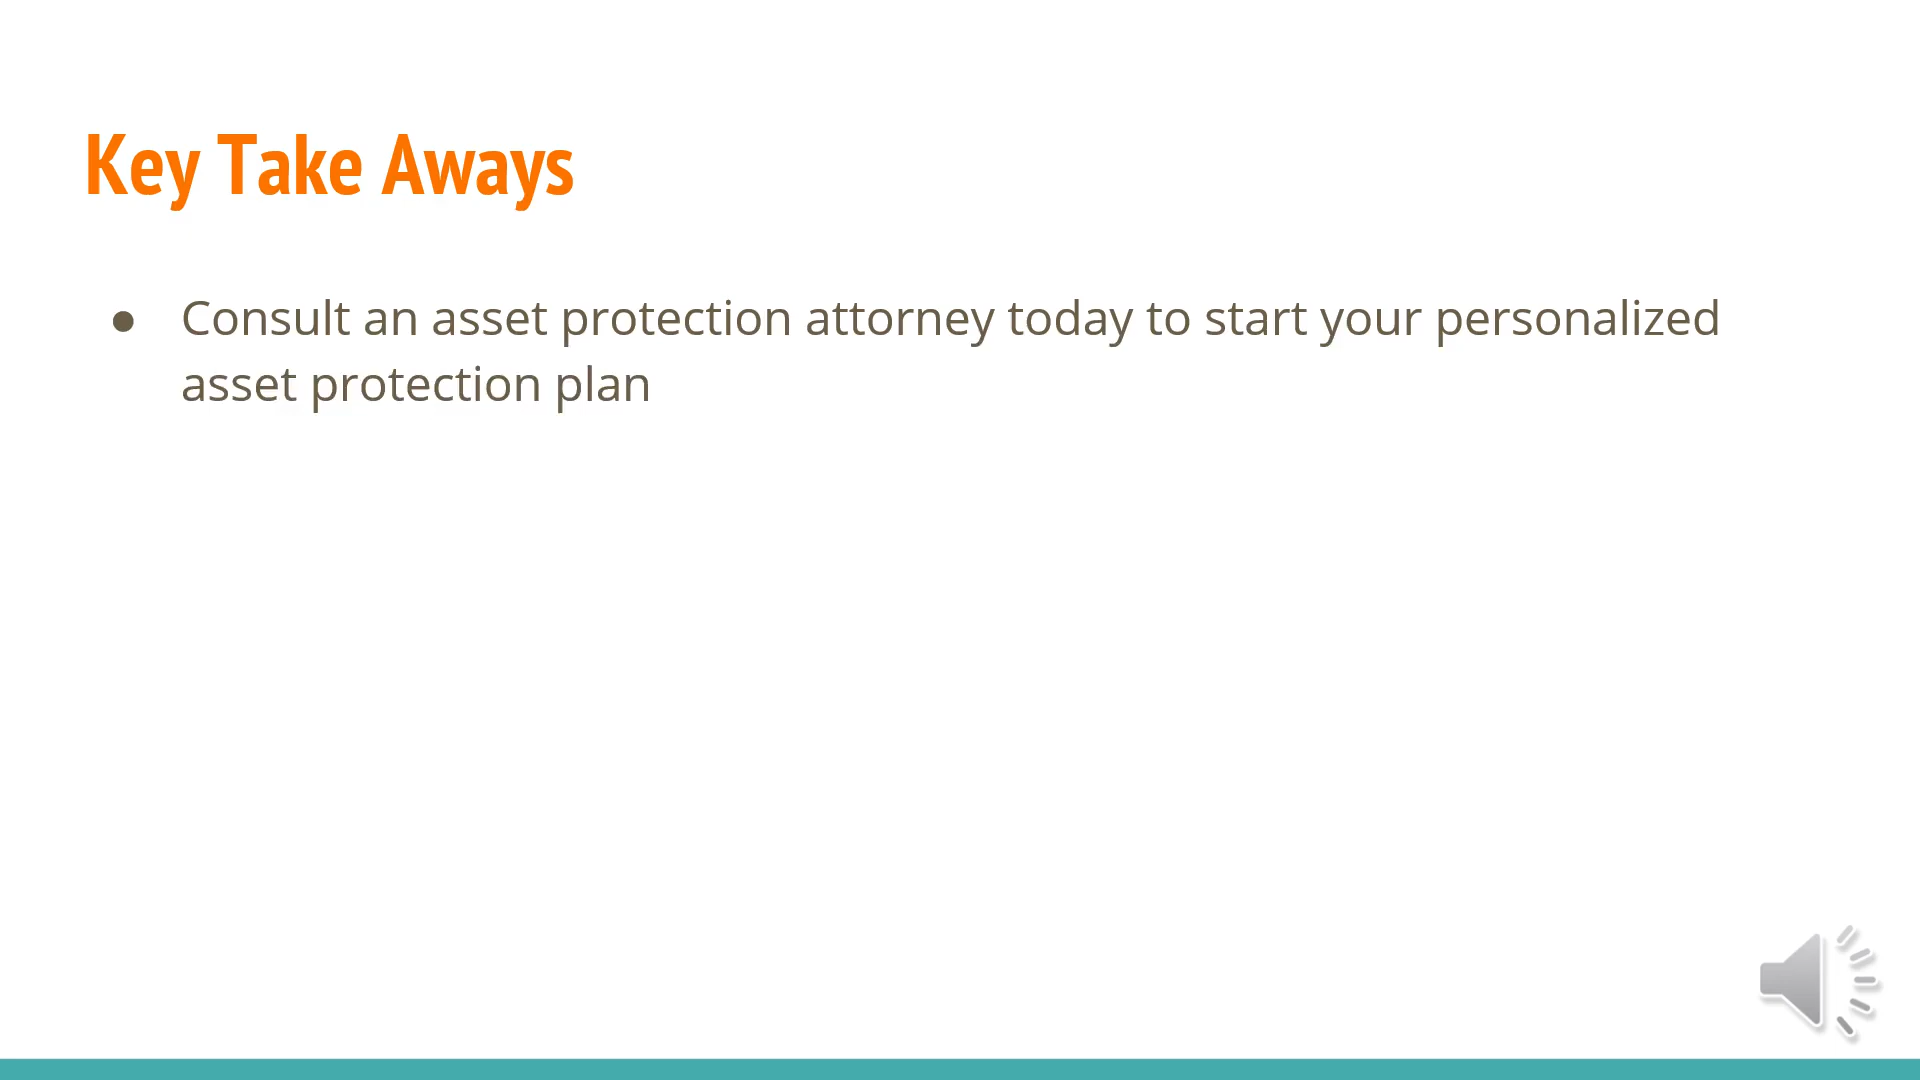 Key Take Aways
● Consult an asset protection attorney today to start your personalized
asset protection plan